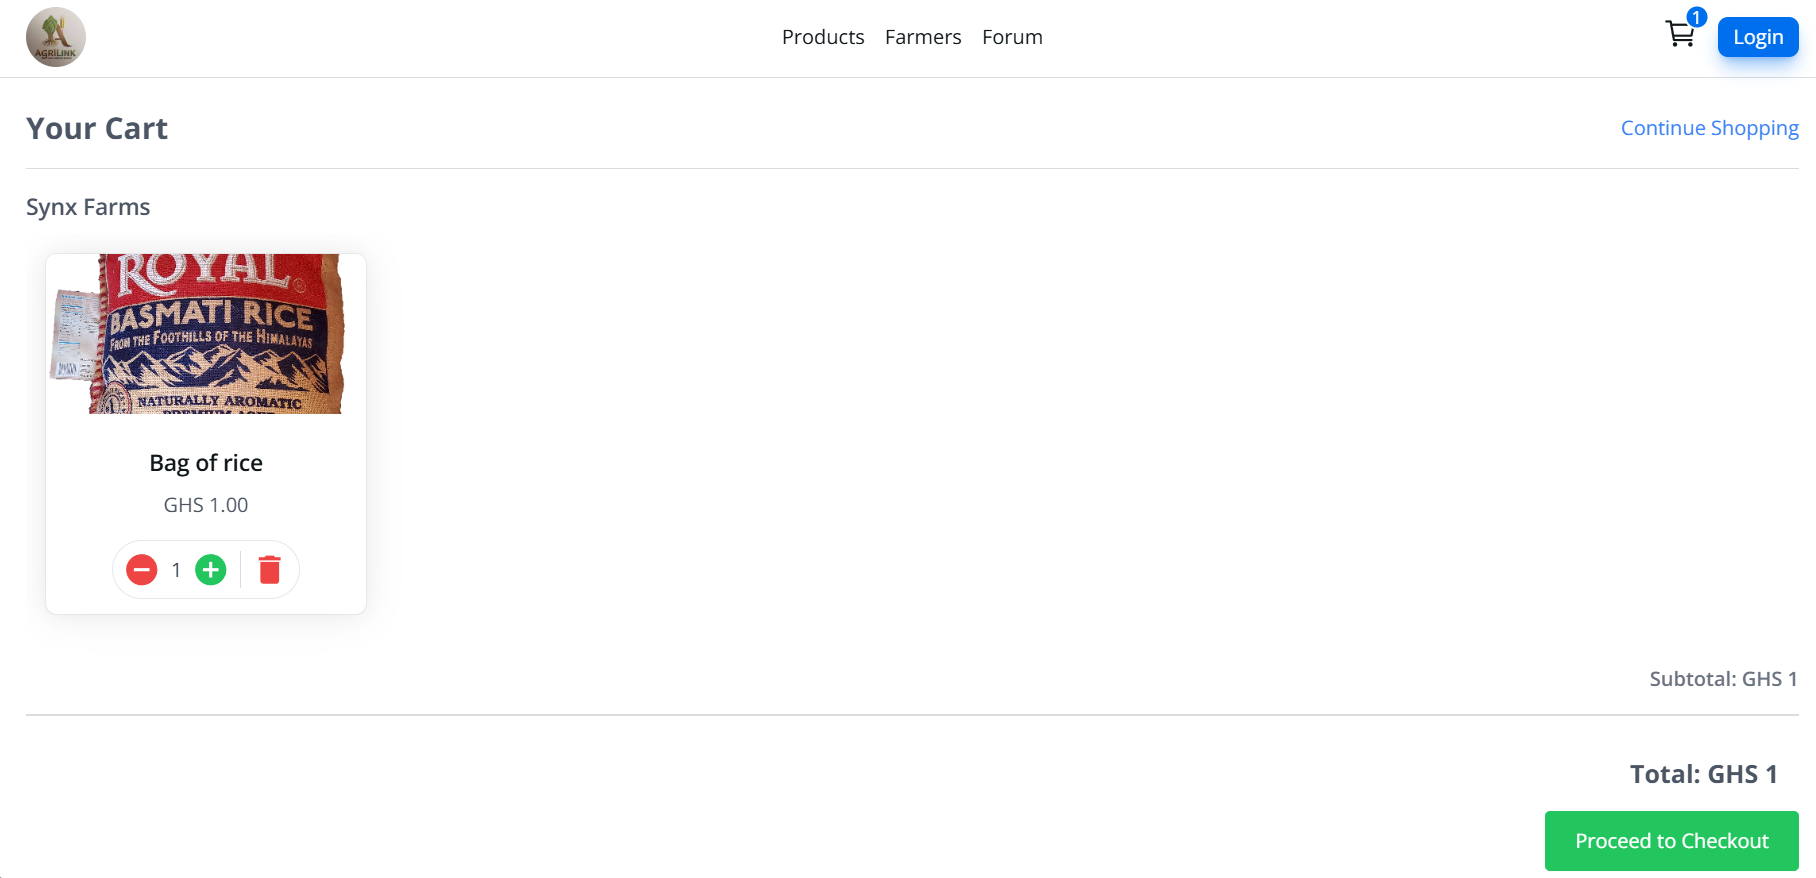 AGRILINK
Products Farmers Forum
1
Login
Your Cart
Continue Shopping
Synx Farms
ROYAL®
BASMATI RICE
FROM THE FOOTHILLS OF THE HIMALAYAS
NATURALLY AROMATIC
Bag of rice
GHS 1.00
1
Subtotal: GHS 1
Total: GHS 1
Proceed to Checkout